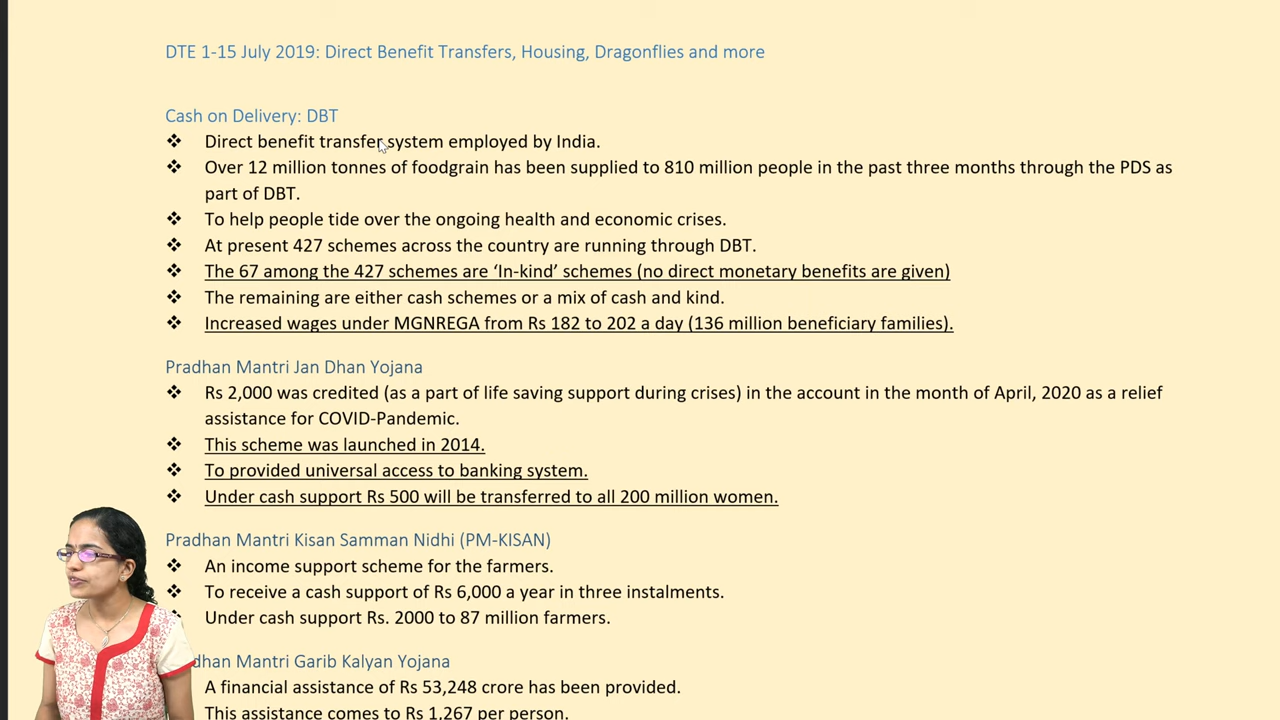 DTE 1-15 July 2019: Direct Benefit Transfers, Housing, Dragonflies and more
Cash on Delivery: DBT
❖ Direct benefit transfer system employed by India.
❖ Over 12 million tonnes of foodgrain has been supplied to 810 million people in the past three months through the PDS as
part of DBT.
❖ To help people tide over the ongoing health and economic crises.
❖ At present 427 schemes across the country are running through DBT.
❖ The 67 among the 427 schemes are ‘In-kind’ schemes (no direct monetary benefits are given)
❖ The remaining are either cash schemes or a mix of cash and kind.
❖ Increased wages under MGNREGA from Rs 182 to 202 a day (136 million beneficiary families).
Pradhan Mantri Jan Dhan Yojana
❖ Rs 2,000 was credited (as a part of life saving support during crises) in the account in the month of April, 2020 as a relief
assistance for COVID-Pandemic.
❖ This scheme was launched in 2014.
❖ To provided universal access to banking system.
❖ Under cash support Rs 500 will be transferred to all 200 million women.
Pradhan Mantri Kisan Samman Nidhi (PM-KISAN)
❖ An income support scheme for the farmers.
❖ To receive a cash support of Rs 6,000 a year in three instalments.
Under cash support Rs. 2000 to 87 million farmers.
dhan Mantri Garib Kalyan Yojana
A financial assistance of Rs 53,248 crore has been provided.
This assistance comes to Rs 1,267 per person.